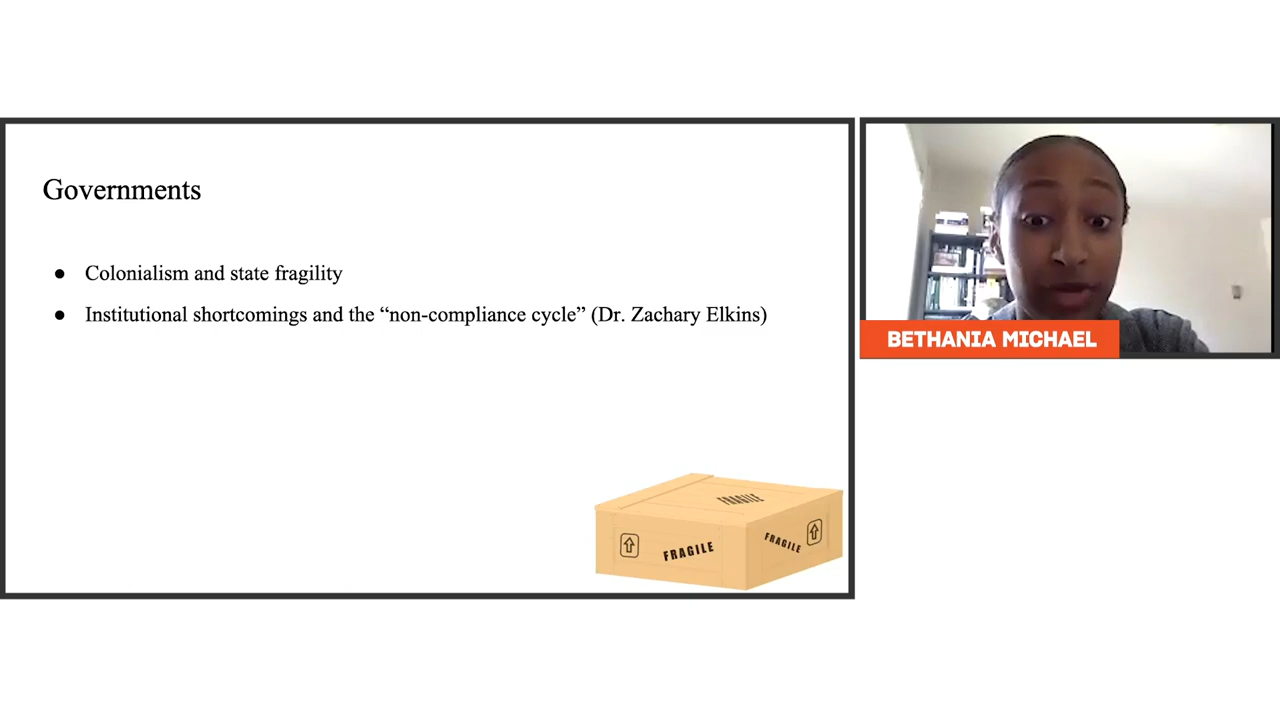 Governments
● Colonialism and state fragility
● Institutional shortcomings and the “non-compliance cycle” (Dr. Zachary Elkins)
FRAGILE
FRAGILE
FRAGILE
BETHANIA MICHAEL